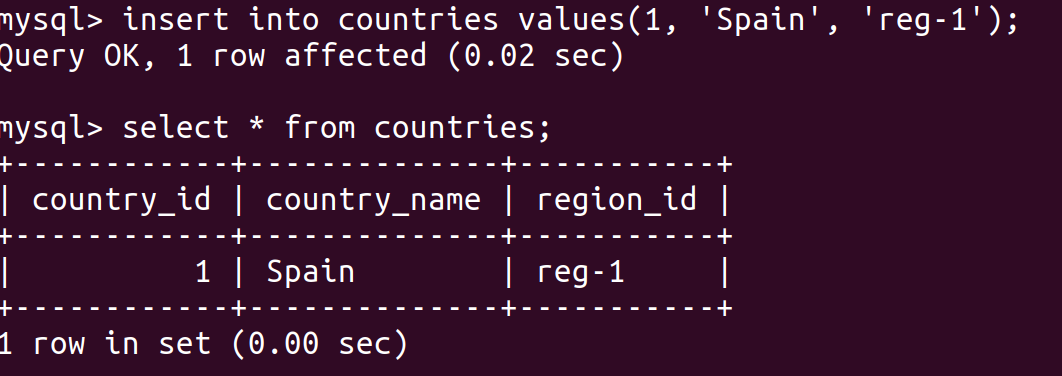 mysql> insert into countries values(1, 'Spain', 'reg-1');
Query OK, 1 row affected (0.02 sec)
mysql> select * from countries;
+------------+--------------+-----------+
| country_id | country_name | region_id |
+------------+--------------+-----------+
|          1 | Spain        | reg-1     |
+------------+--------------+-----------+
1 row in set (0.00 sec)